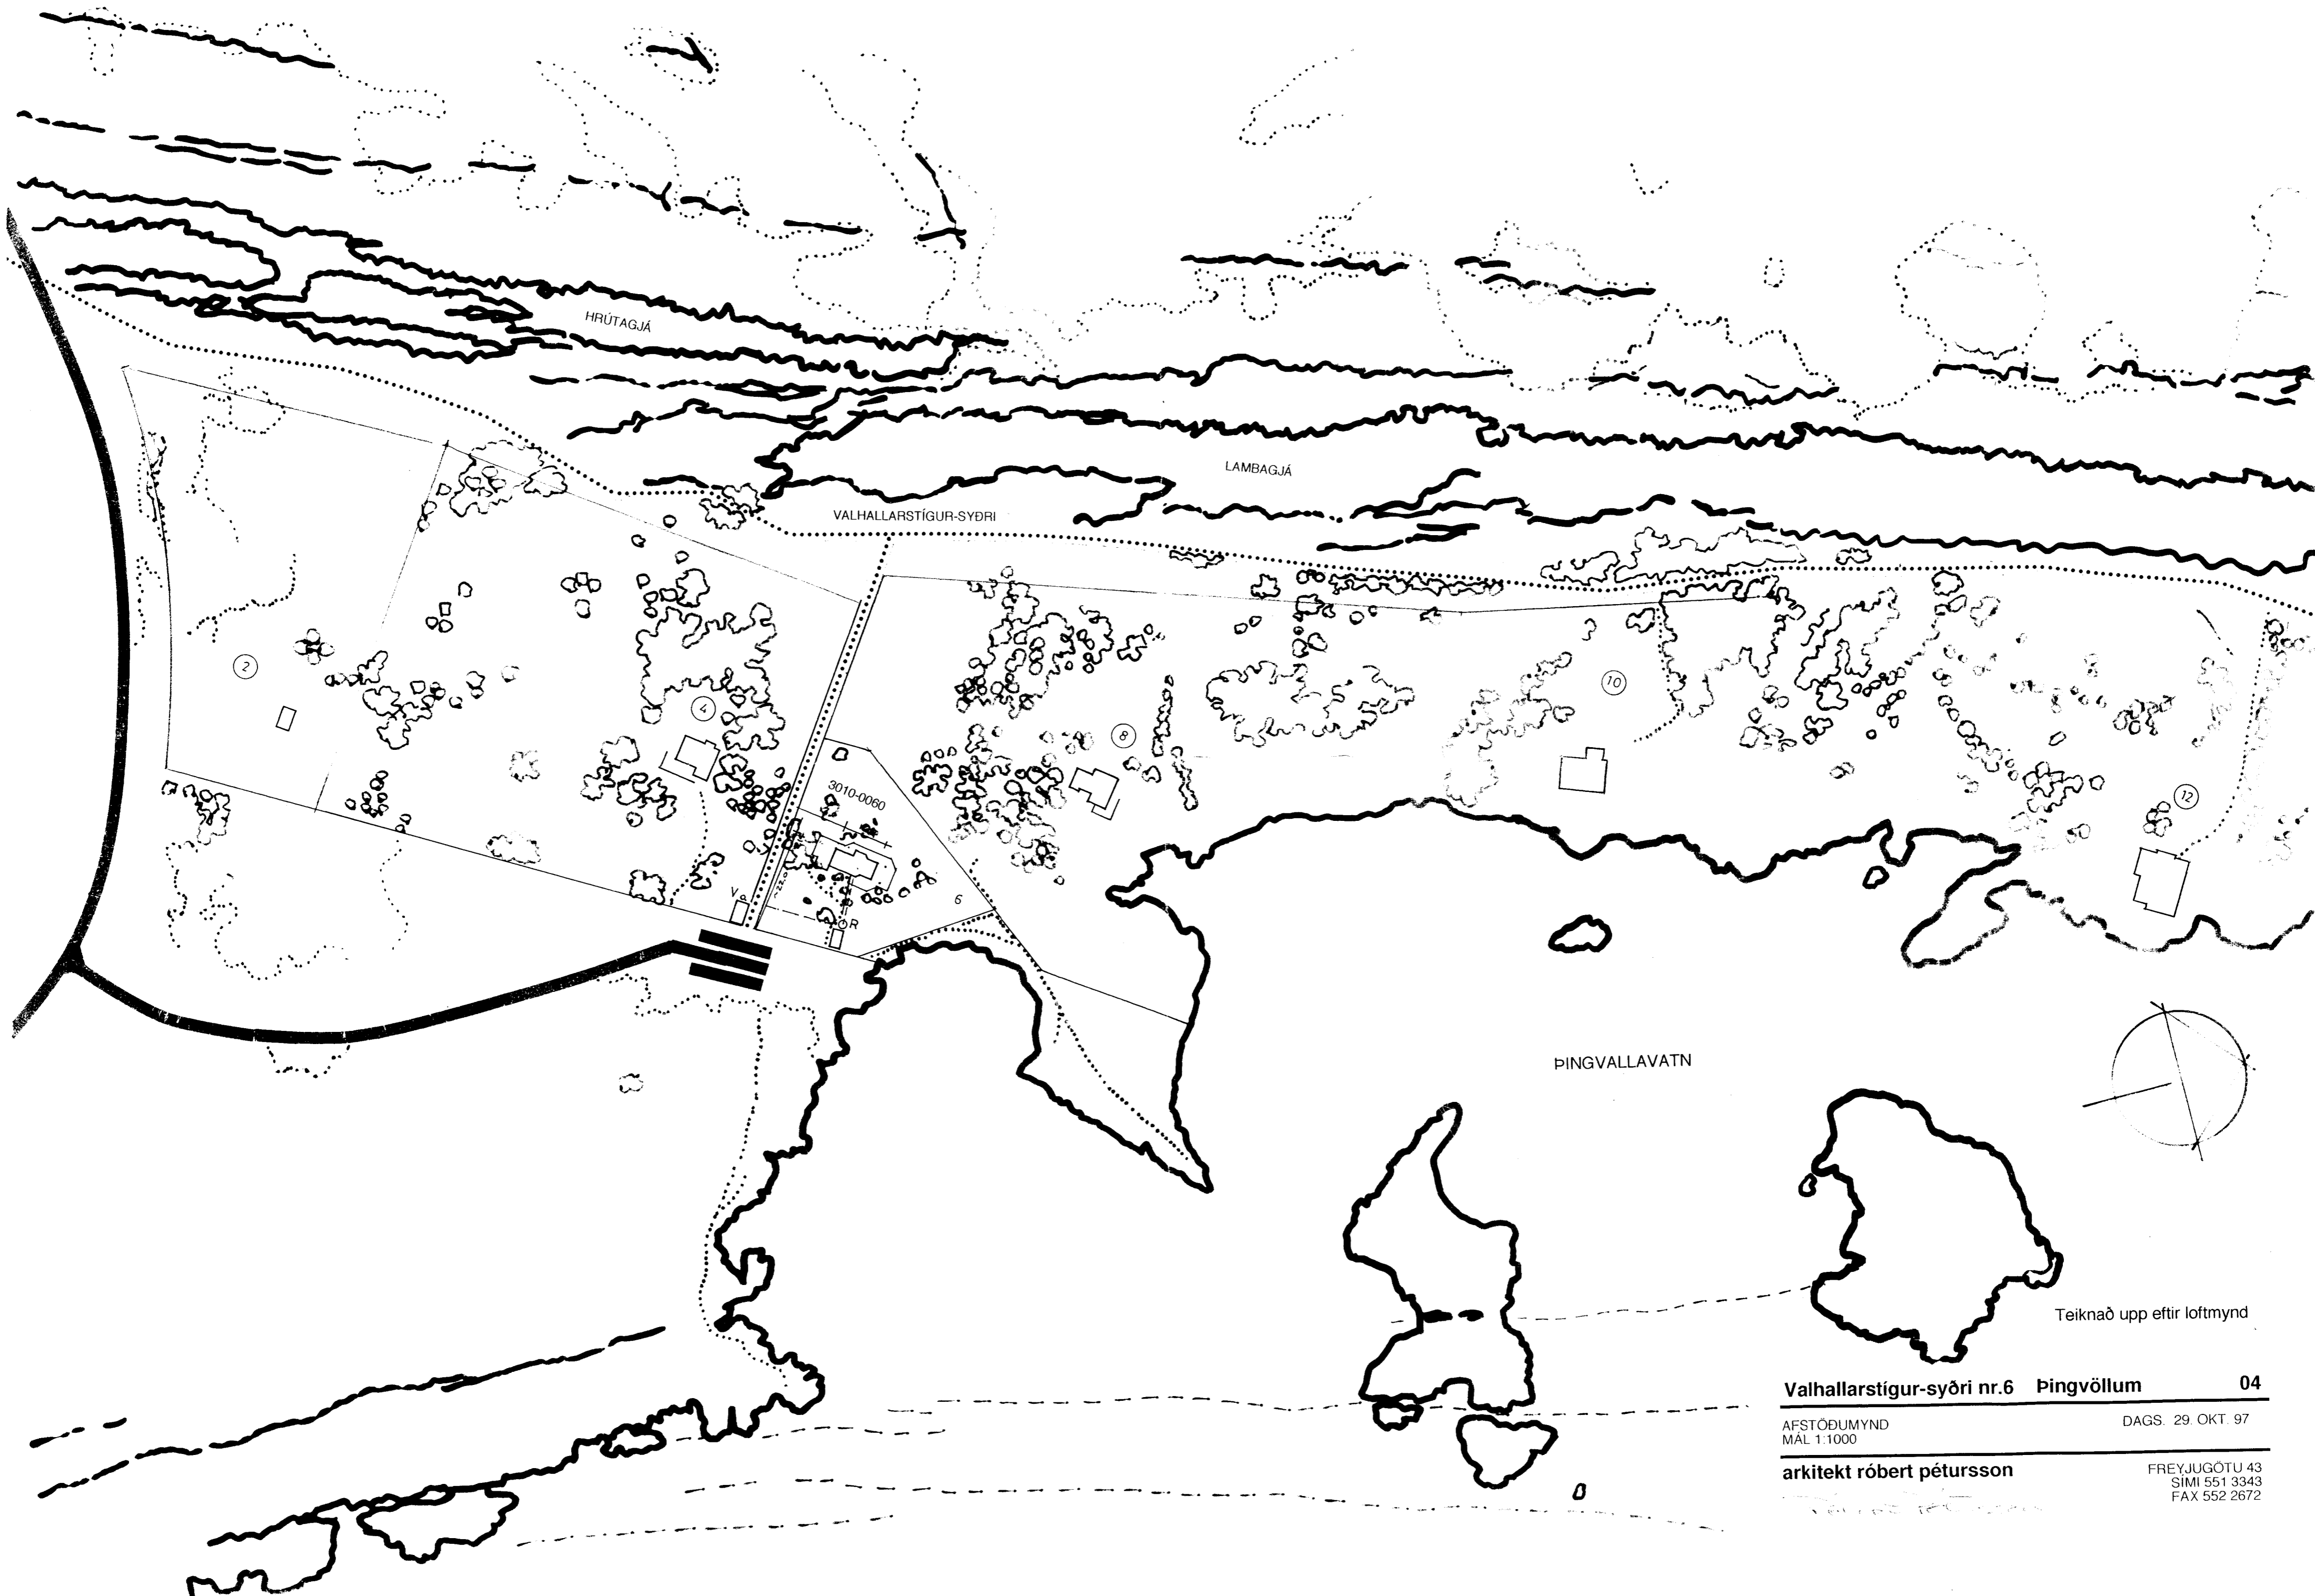 HRÚTAGJÁ
LAMBAGJÁ
VALHALLARSTÍGUR-SYÐRI
2
4
8
10
12
3010-0060
6
R
ÞINGVALLAVATN
Teiknað upp eftir loftmynd
Valhallarstígur-syðri nr.6 Þingvöllum 04
AFSTÖÐUMYND DAGS. 29. OKT. 97
MÁL 1:1000
arkitekt róbert pétursson FREYJUGÖTU 43
SÍMI 551 3343
FAX 552 2672